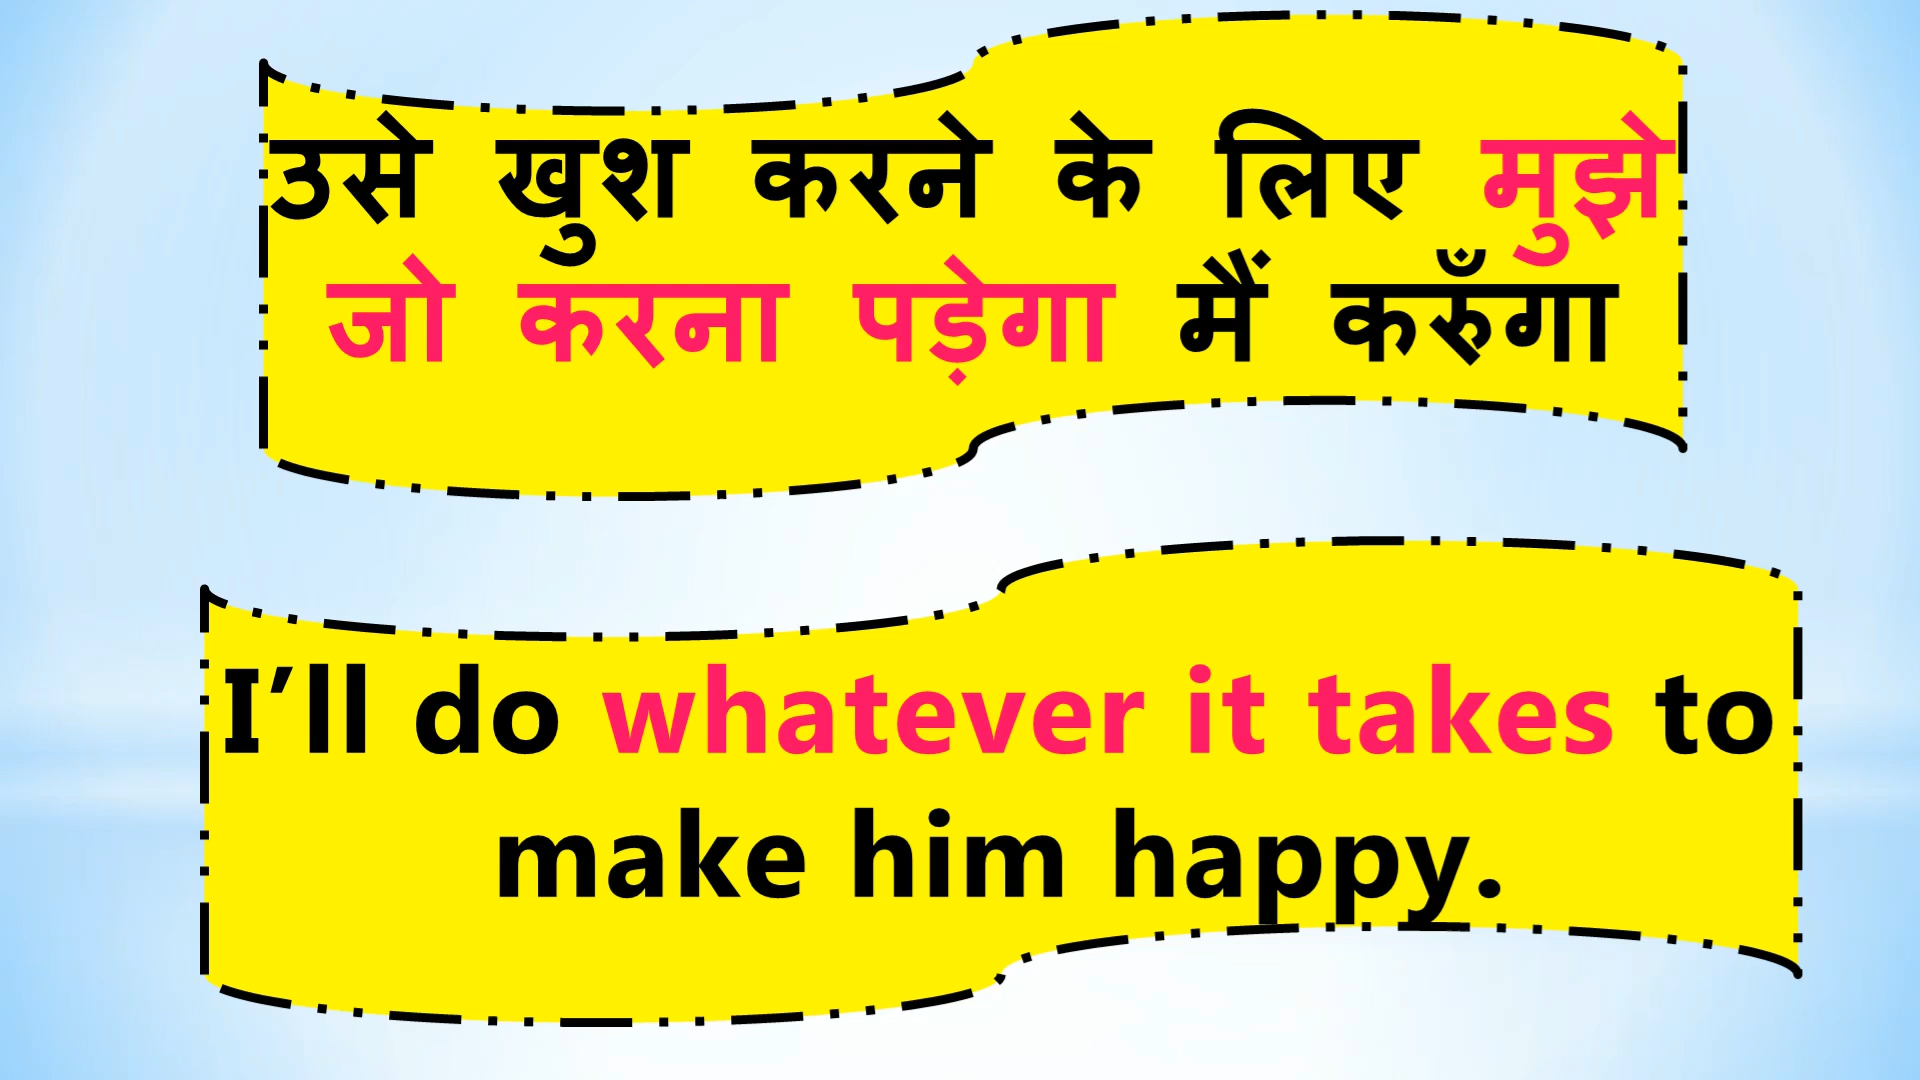 उसे खुश करने के लिए मुझे
जो करना पड़ेगा मैं करुँगा
I’ll do whatever it takes to
make him happy.